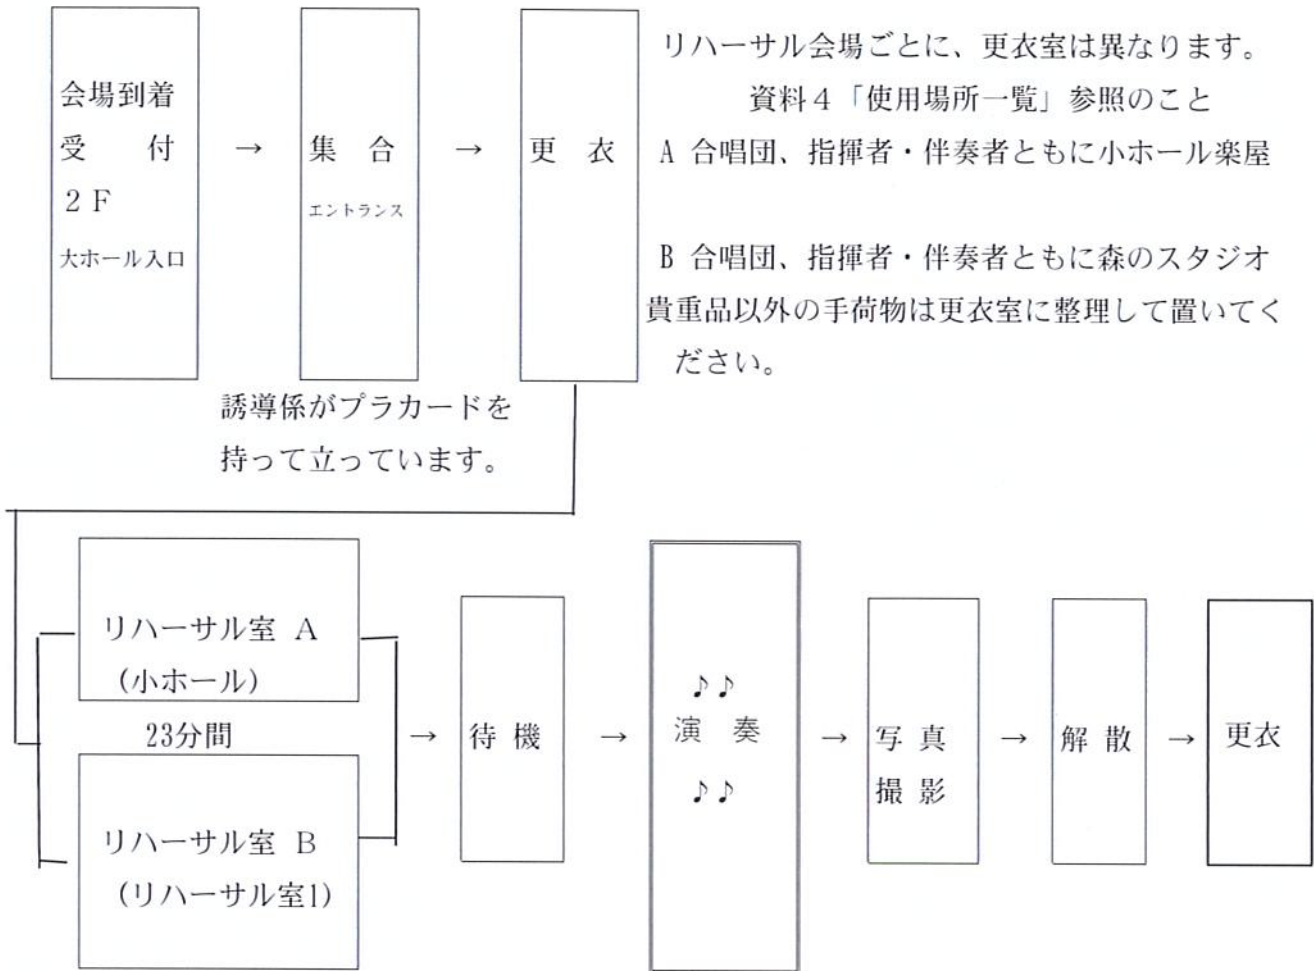 会場到着
受　　付
２Ｆ
大ホール入口
→
集　合
エントランス
→
更　衣
リハーサル会場ごとに、更衣室は異なります。
資料４「使用場所一覧」参照のこと
A 合唱団、指揮者・伴奏者ともに小ホール楽屋
B 合唱団、指揮者・伴奏者ともに森のスタジオ
貴重品以外の手荷物は更衣室に整理して置いてく
ださい。
誘導係がプラカードを
持って立っています。
リハーサル室 A
(小ホール)
23分間
リハーサル室 B
(リハーサル室1)
→
待 機
→
♪♪
演　奏
♪♪
→
写 真
撮 影
→
解 散
→
更衣